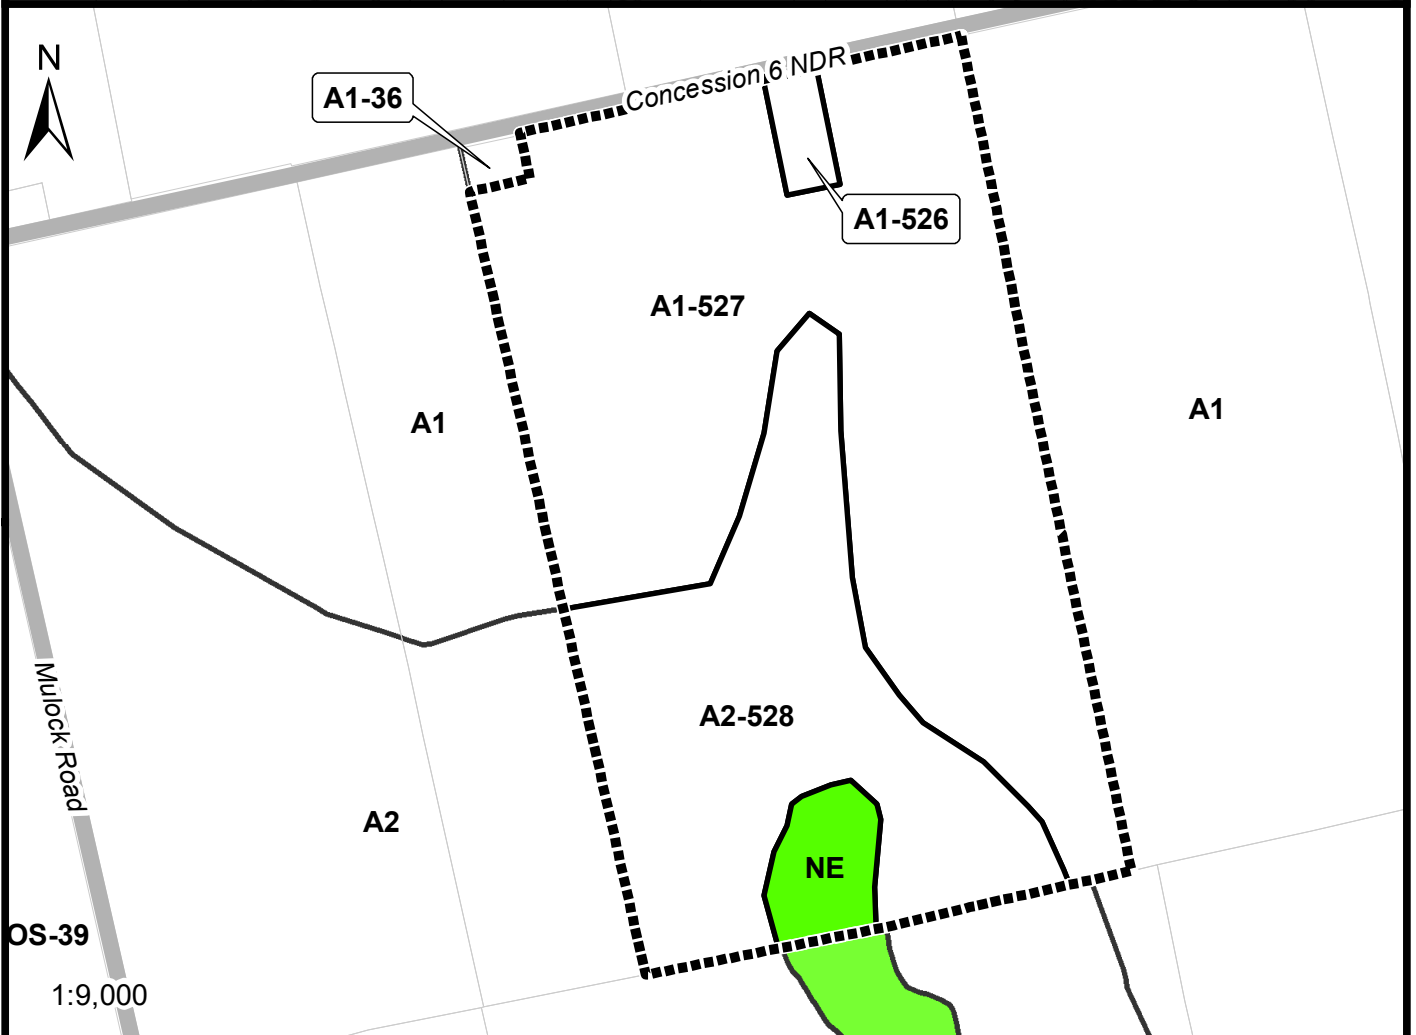 N
Concession 6 NDR
A1-36
A1-526
A1-527
A1
A1
Mulock Road
A2-528
A2
NE
OS-39
1:9,000